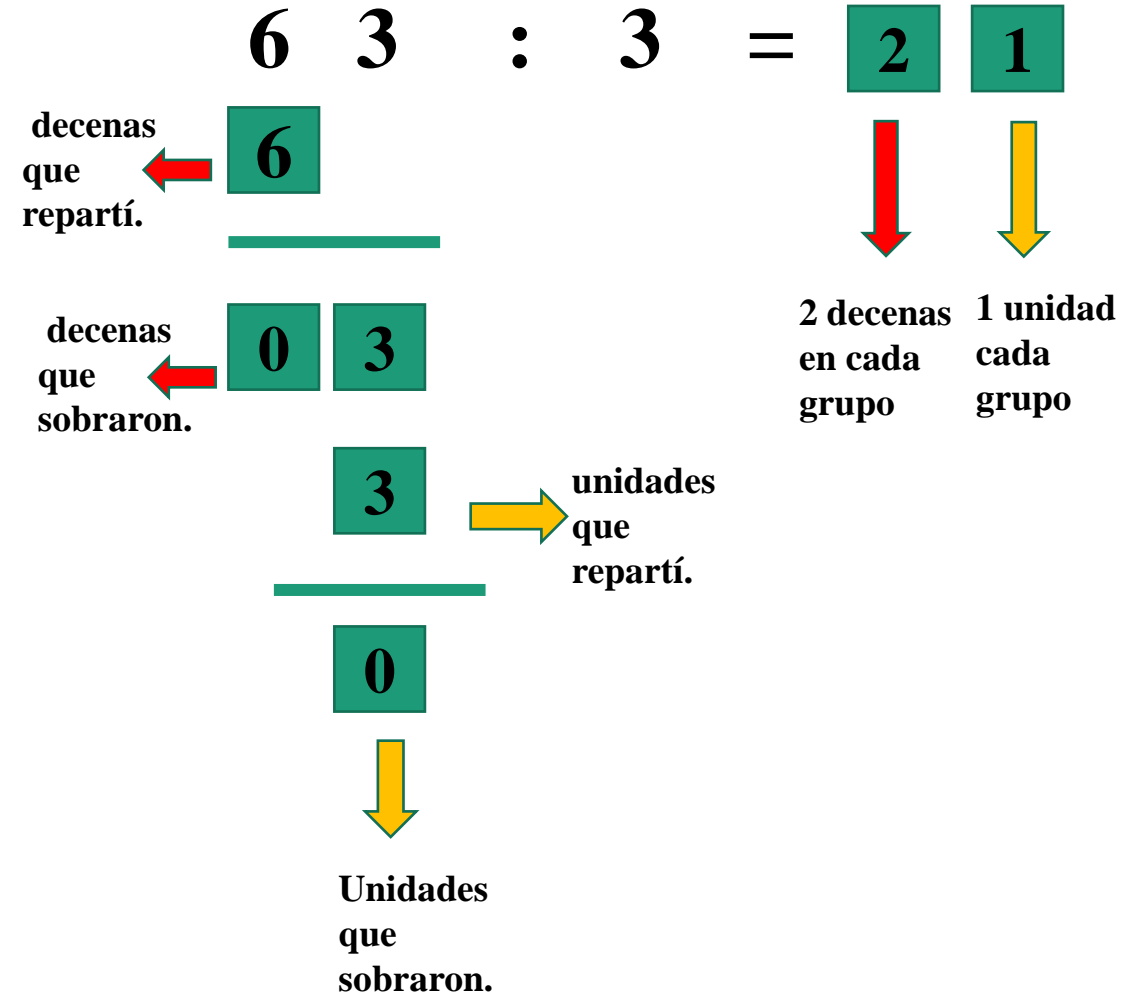 6 3 : 3 = 2 1
decenas
que
repartí.
6
decenas
que
sobraron.
0 3
2 decenas
en cada
grupo
1 unidad
cada
grupo
3
unidades
que
repartí.
0
Unidades
que
sobraron.